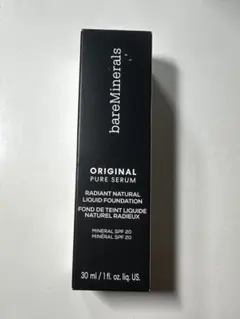 bareMinerals
ORIGINAL
PURE SERUM
RADIANT NATURAL
LIQUID FOUNDATION
FOND DE TEINT LIQUIDE
NATUREL RADIEUX
MINERAL SPF 20
MINÉRAL SPF 20
30 ml / 1 fl. oz. liq. US.